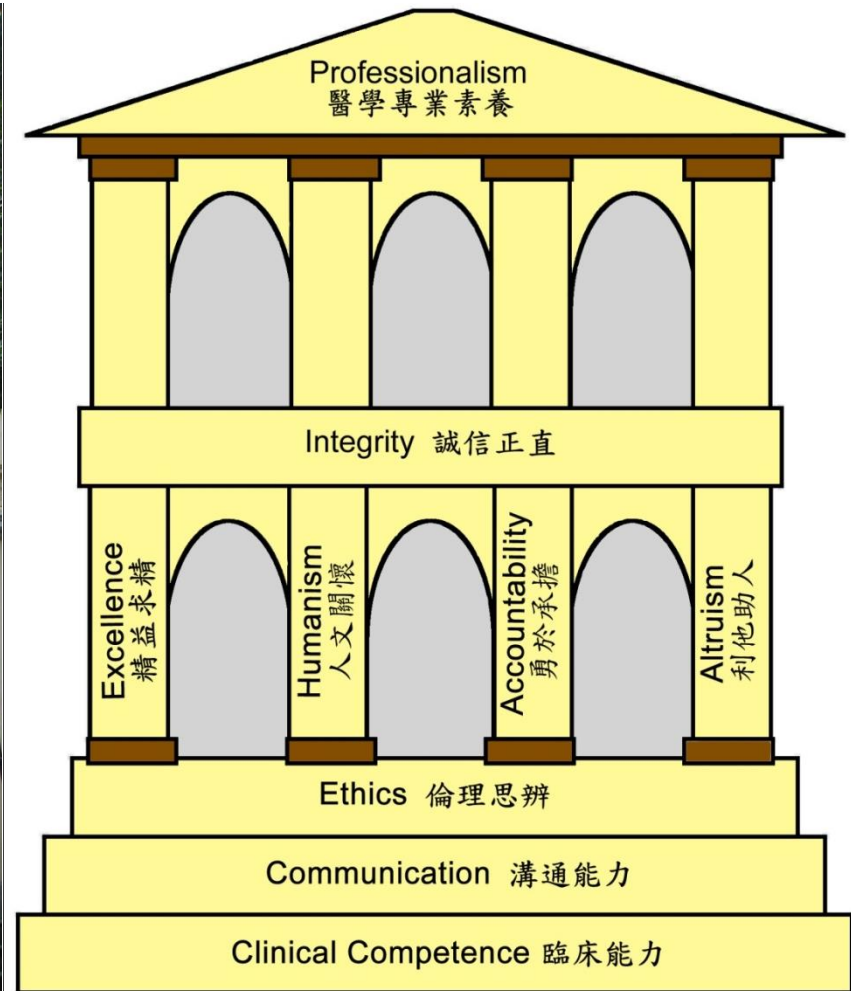 Professionalism
醫學專業素養
Integrity 誠信正直
Excellence
精益求精
Humanism
人文關懷
Accountability
勇於承擔
Altruism
利他助人
Ethics 倫理思辨
Communication 溝通能力
Clinical Competence 臨床能力